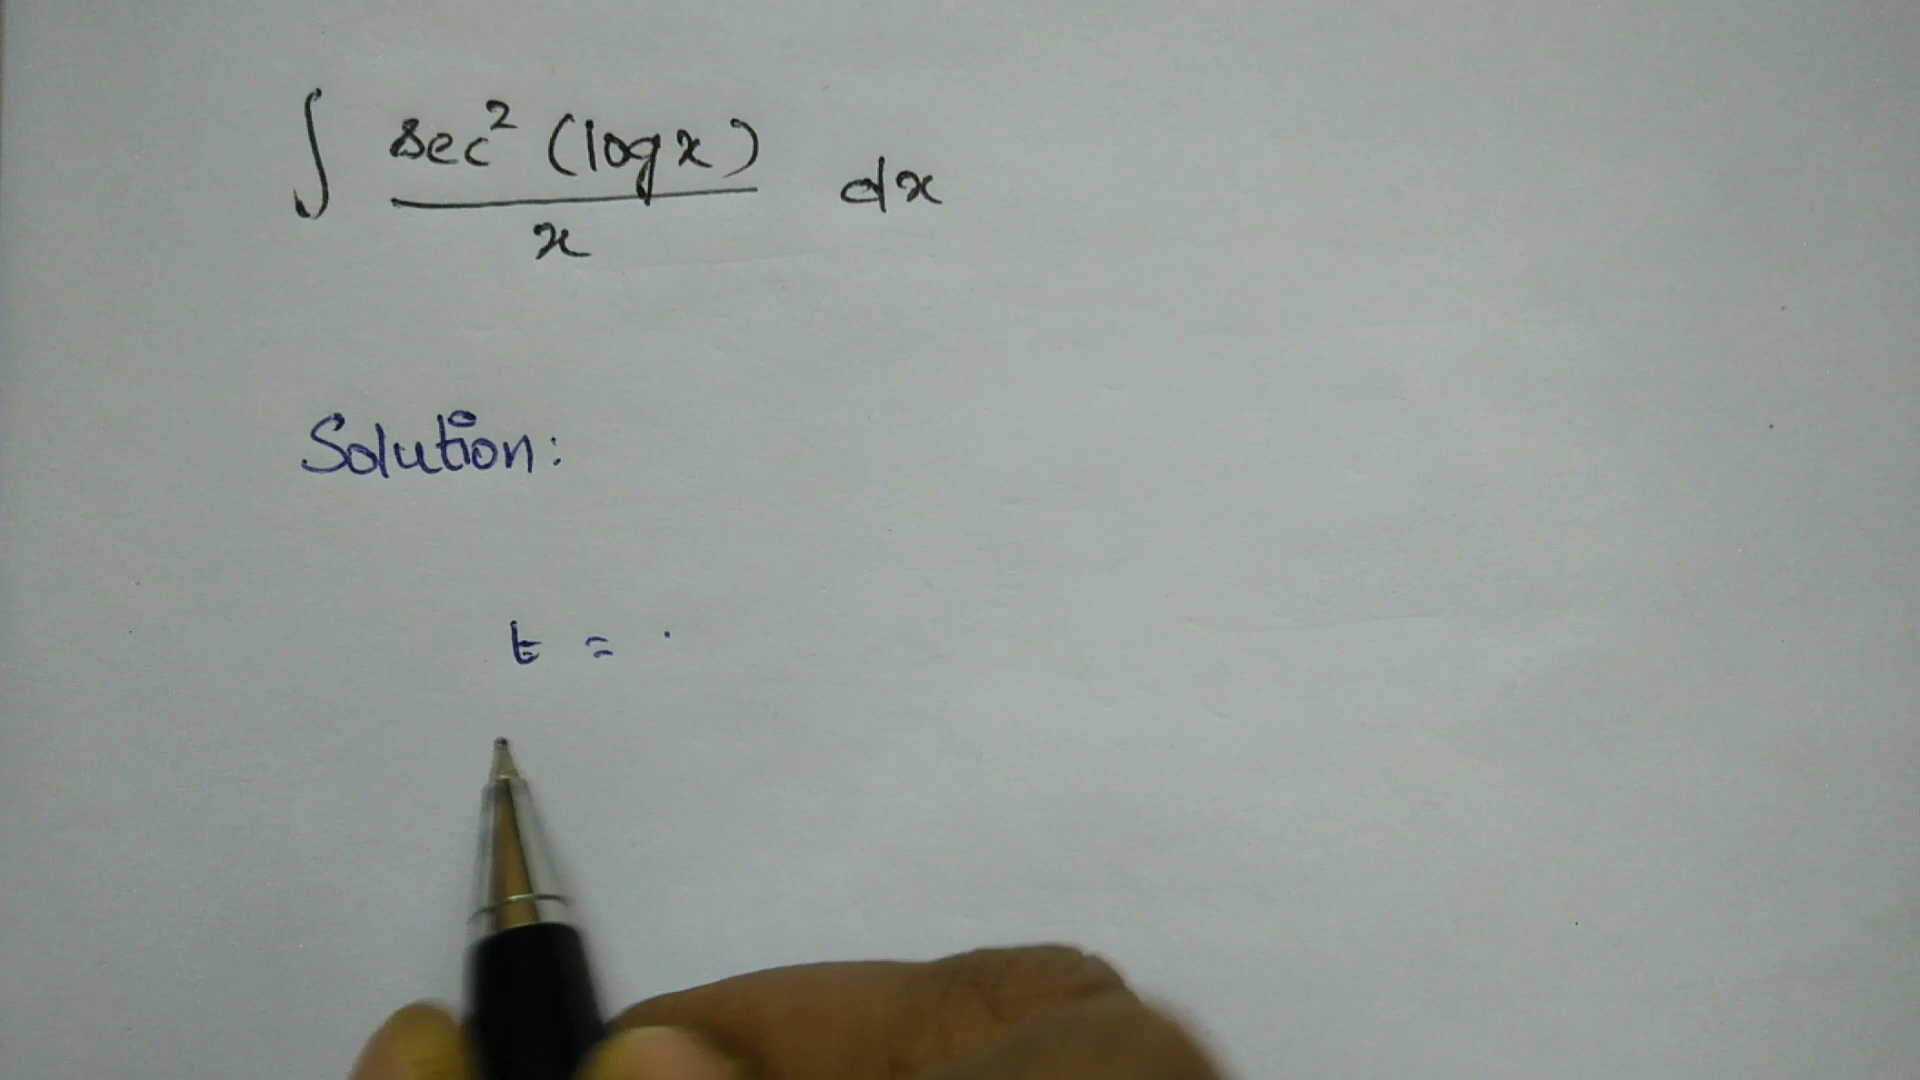 ∫ sec² (log x) / x dx
Solution:
t = .